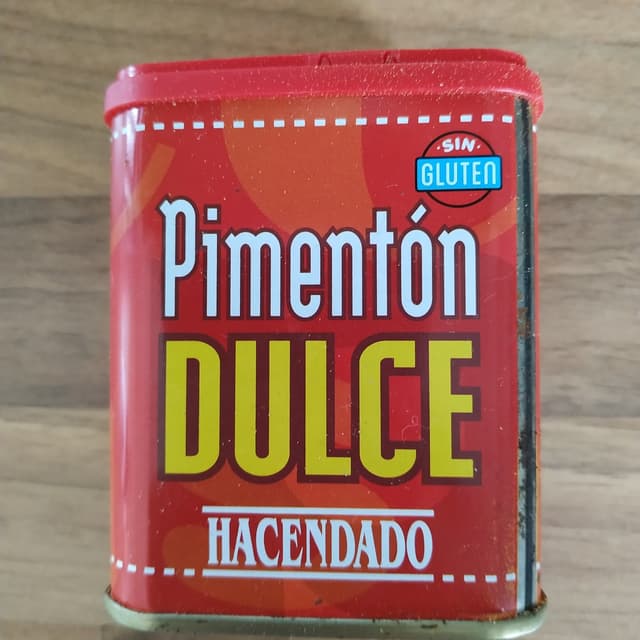 ·SIN·
GLUTEN
Pimentón
DULCE
HACENDADO